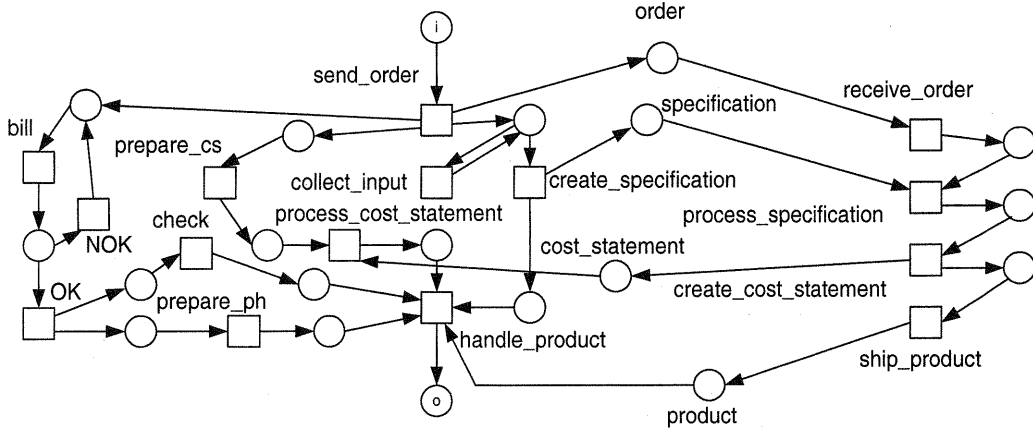 i
order
send_order
receive_order
specification
bill
prepare_cs
collect_input
create_specification
process_cost_statement
process_specification
check
NOK
cost_statement
OK
prepare_ph
create_cost_statement
handle_product
ship_product
o
product